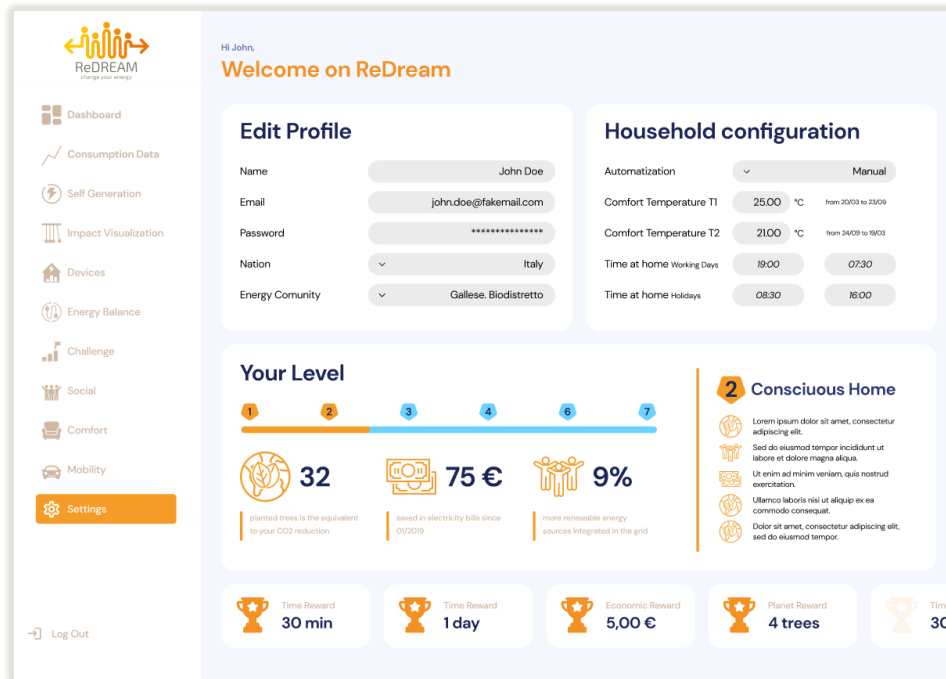 ReDREAM
change your energy
Dashboard
Consumption Data
Self Generation
Impact Visualization
Devices
Energy Balance
Challenge
Social
Comfort
Mobility
Settings
Log Out
Hi John,
Welcome on ReDream
Edit Profile
Name John Doe
Email john.doe@fakemail.com
Password ***************
Nation Italy
Energy Comunity Gallese. Biodistretto
Household configuration
Automatization Manual
Comfort Temperature T1 25.00 °C from 20/03 to 23/09
Comfort Temperature T2 21.00 °C from 24/09 to 19/03
Time at home Working Days 19:00 07:30
Time at home Holidays 08:30 16:00
Your Level
1 2 3 4 6 7
32
planted trees is the equivalent
to your CO2 reduction
75 €
saved in electricity bills since
01/2019
9%
more renewable energy
sources integrated in the grid
2 Consciuous Home
Lorem ipsum dolor sit amet, consectetur
adipiscing elit.
Sed do eiusmod tempor incididunt ut
labore et dolore magna aliqua.
Ut enim ad minim veniam, quis nostrud
exercitation.
Ullamco laboris nisi ut aliquip ex ea
commodo consequat.
Dolor sit amet, consectetur adipiscing elit,
sed do eiusmod tempor.
Time Reward
30 min
Time Reward
1 day
Economic Reward
5,00 €
Planet Reward
4 trees
Tim
30